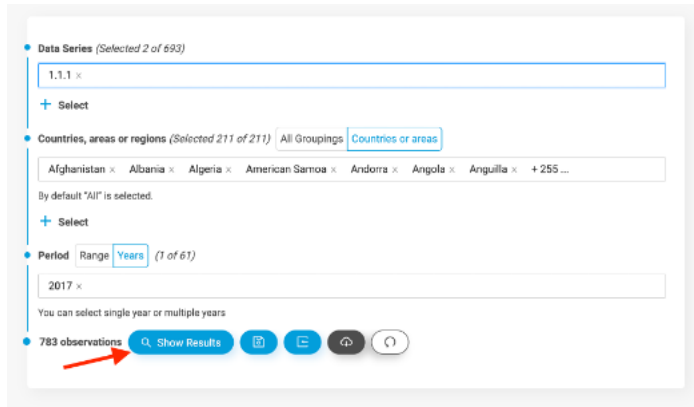 Data Series (Selected 2 of 693)
1.1.1 ×
+ Select
Countries, areas or regions (Selected 211 of 211) All Groupings Countries or areas
Afghanistan × Albania × Algeria × American Samoa × Andorra × Angola × Anguilla × + 255 ...
By default "All" is selected.
+ Select
Period Range Years (1 of 61)
2017 ×
You can select single year or multiple years
783 observations Show Results